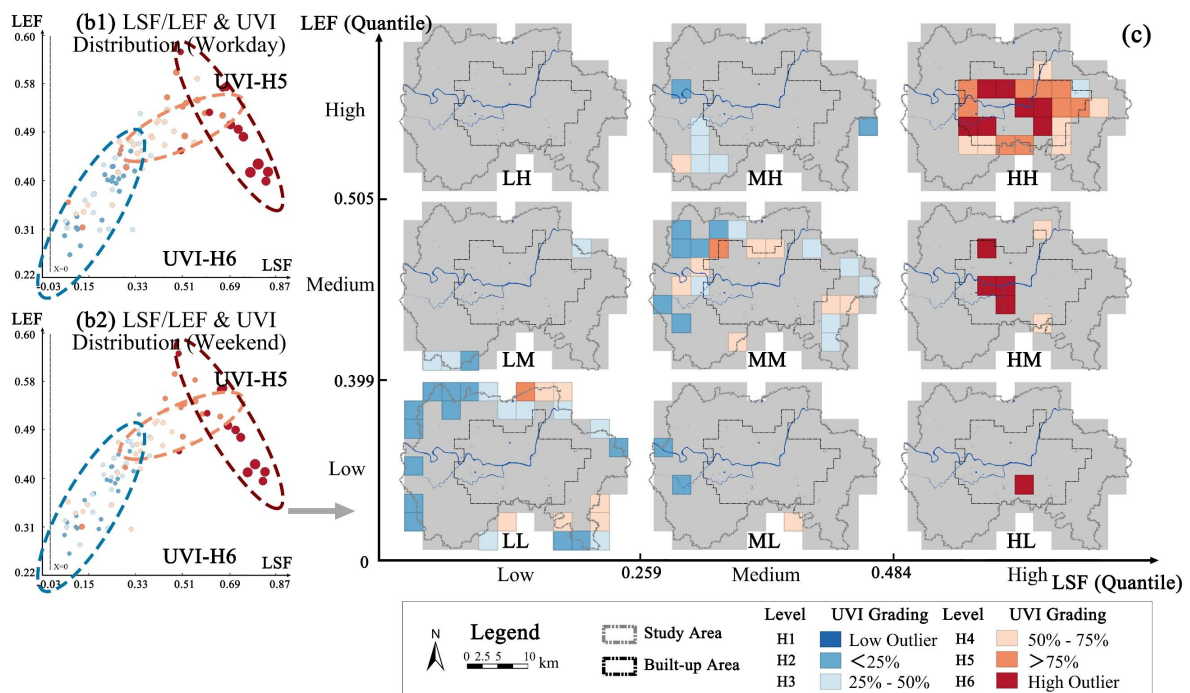 (b1) LSF/LEF & UVI
Distribution (Workday)
LEF
0.60
0.58
0.49
0.40
0.31
0.22
UVI-H5
UVI-H6
X=0
LSF
-0.03 0.15 0.33 0.51 0.69 0.87
(b2) LSF/LEF & UVI
Distribution (Weekend)
LEF
0.60
0.58
0.49
0.40
0.31
0.22
UVI-H5
UVI-H6
X=0
LSF
-0.03 0.15 0.33 0.51 0.69 0.87
LEF (Quantile)
(c)
High
LH MH HH
0.505
Medium
LM MM HM
0.399
Low
LL ML HL
0
Low 0.259 Medium 0.484 High LSF (Quantile)
N
Legend
0 2.5 5 10 km
Study Area
Built-up Area
Level UVI Grading Level UVI Grading
H1 Low Outlier H4 50% - 75%
H2 <25% H5 >75%
H3 25% - 50% H6 High Outlier